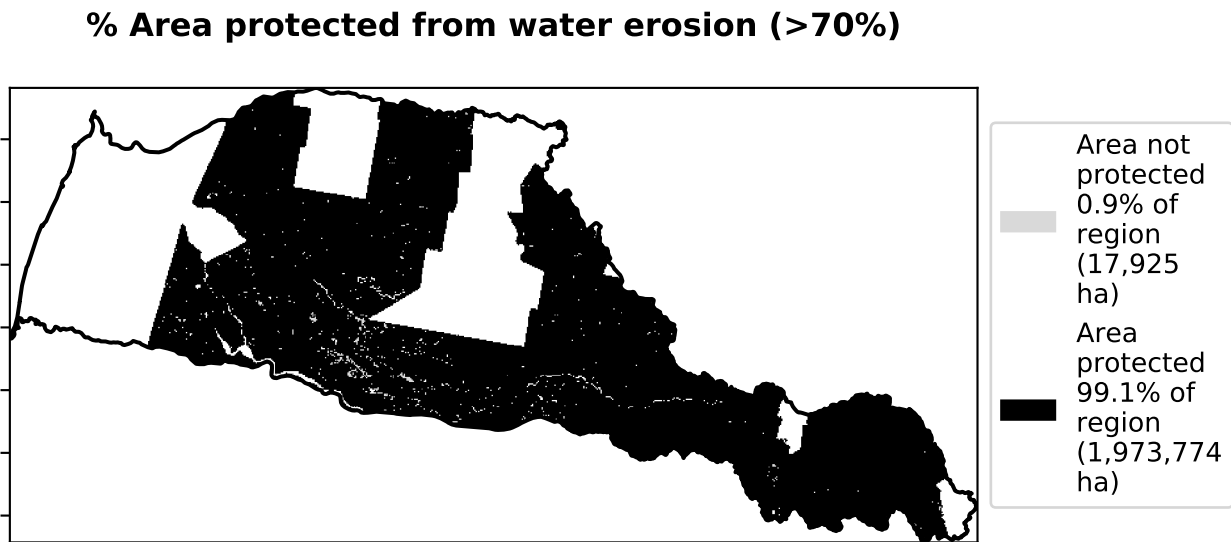 % Area protected from water erosion (>70%)
Area not
protected
0.9% of
region
(17,925
ha)
Area
protected
99.1% of
region
(1,973,774
ha)